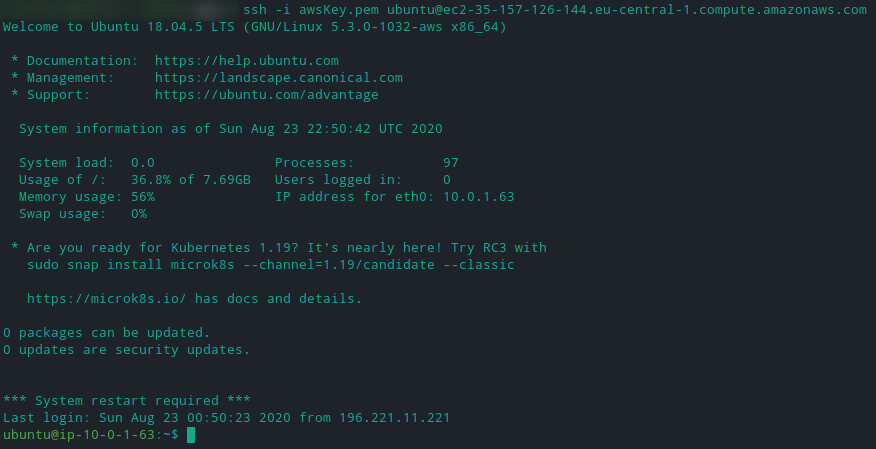 ssh -i awsKey.pem ubuntu@ec2-35-157-126-144.eu-central-1.compute.amazonaws.com
Welcome to Ubuntu 18.04.5 LTS (GNU/Linux 5.3.0-1032-aws x86_64)
* Documentation: https://help.ubuntu.com
* Management: https://landscape.canonical.com
* Support: https://ubuntu.com/advantage
System information as of Sun Aug 23 22:50:42 UTC 2020
System load: 0.0 Processes: 97
Usage of /: 36.8% of 7.69GB Users logged in: 0
Memory usage: 56% IP address for eth0: 10.0.1.63
Swap usage: 0%
* Are you ready for Kubernetes 1.19? It's nearly here! Try RC3 with
sudo snap install microk8s --channel=1.19/candidate --classic
https://microk8s.io/ has docs and details.
0 packages can be updated.
0 updates are security updates.
*** System restart required ***
Last login: Sun Aug 23 00:50:23 2020 from 196.221.11.221
ubuntu@ip-10-0-1-63:~$